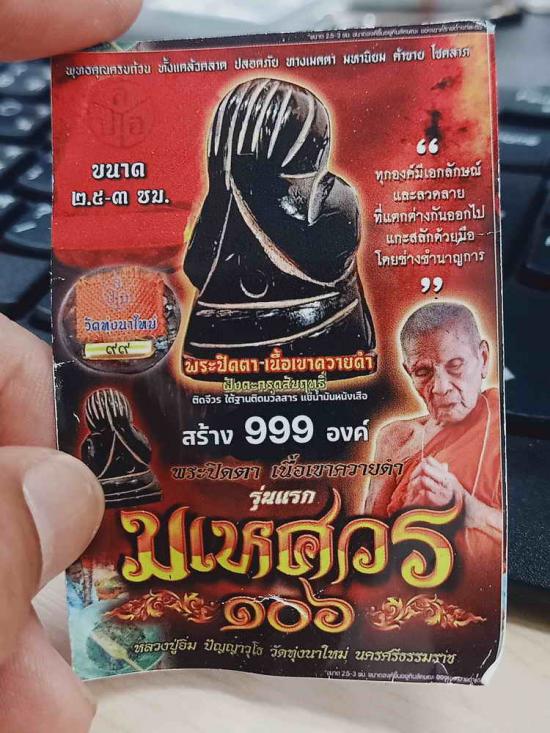 พุทธคุณครบถ้วน ทั้งแคล้วคลาด ปลอดภัย ทางเมตตา มหานิยม ค้าขาย โชคลาภ
ขนาด
๒.๕-๓ ซม.
“
ทุกองค์มีเอกลักษณ์
และลวดลาย
ที่แตกต่างกันออกไป
แกะสลักด้วยมือ
โดยช่างชำนาญการ
”
วัดทุ่งนาใหม่
๙๙
พระปิดตา เนื้อเขาควายดำ
ฝังตะกรุดสัมฤทธิ์
ติดจีวร ใต้ฐานติดมวลสาร แช่น้ำมันหนังเสือ
สร้าง 999 องค์
พระปิดตา เนื้อเขาควายดำ
รุ่นแรก
มเหศวร
๑๐๖
หลวงปู่อิ่ม ปัญญาวุโธ วัดทุ่งนาใหม่ นครศรีธรรมราช